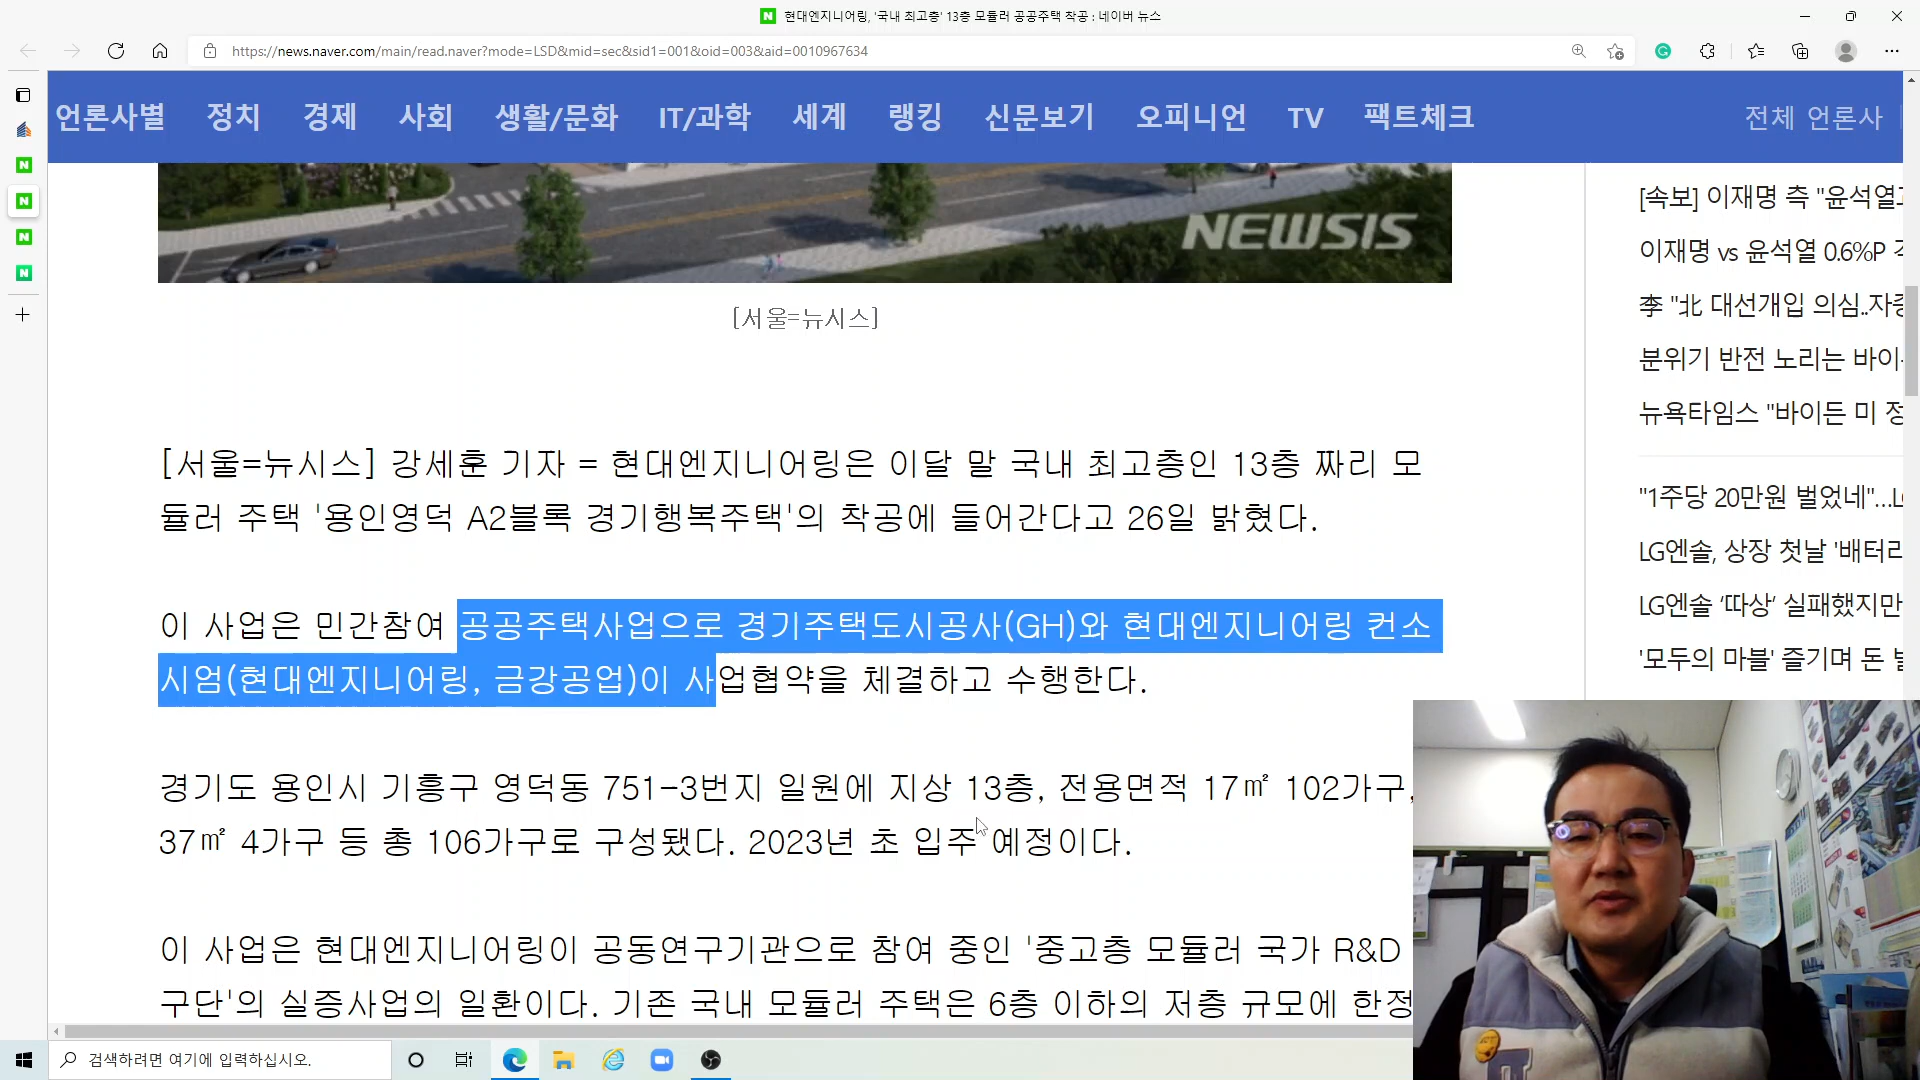 현대엔지니어링, '국내 최고층' 13층 모듈러 공공주택 착공 : 네이버 뉴스
https://news.naver.com/main/read.naver?mode=LSD&mid=sec&sid1=001&oid=003&aid=0010967634
언론사별 정치 경제 사회 생활/문화 IT/과학 세계 랭킹 신문보기 오피니언 TV 팩트체크 전체 언론사
NEWSIS
[서울=뉴시스]
[서울=뉴시스] 강세훈 기자 = 현대엔지니어링은 이달 말 국내 최고층인 13층 짜리 모
듈러 주택 '용인영덕 A2블록 경기행복주택'의 착공에 들어간다고 26일 밝혔다.
이 사업은 민간참여 공공주택사업으로 경기주택도시공사(GH)와 현대엔지니어링 컨소
시엄(현대엔지니어링, 금강공업)이 사업협약을 체결하고 수행한다.
경기도 용인시 기흥구 영덕동 751-3번지 일원에 지상 13층, 전용면적 17㎡ 102가구,
37㎡ 4가구 등 총 106가구로 구성됐다. 2023년 초 입주 예정이다.
이 사업은 현대엔지니어링이 공동연구기관으로 참여 중인 '중고층 모듈러 국가 R&D
구단'의 실증사업의 일환이다. 기존 국내 모듈러 주택은 6층 이하의 저층 규모에 한정
[속보] 이재명 측 "윤석열
이재명 vs 윤석열 0.6%P
李 "北 대선개입 의심..자
분위기 반전 노리는 바이
뉴욕타임스 "바이든 미 정
"1주당 20만원 벌었네"...L
LG엔솔, 상장 첫날 '배터리
LG엔솔 '따상' 실패했지만
'모두의 마블' 즐기며 돈
검색하려면 여기에 입력하십시오.